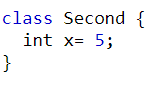 class Second {
  int x= 5;
}